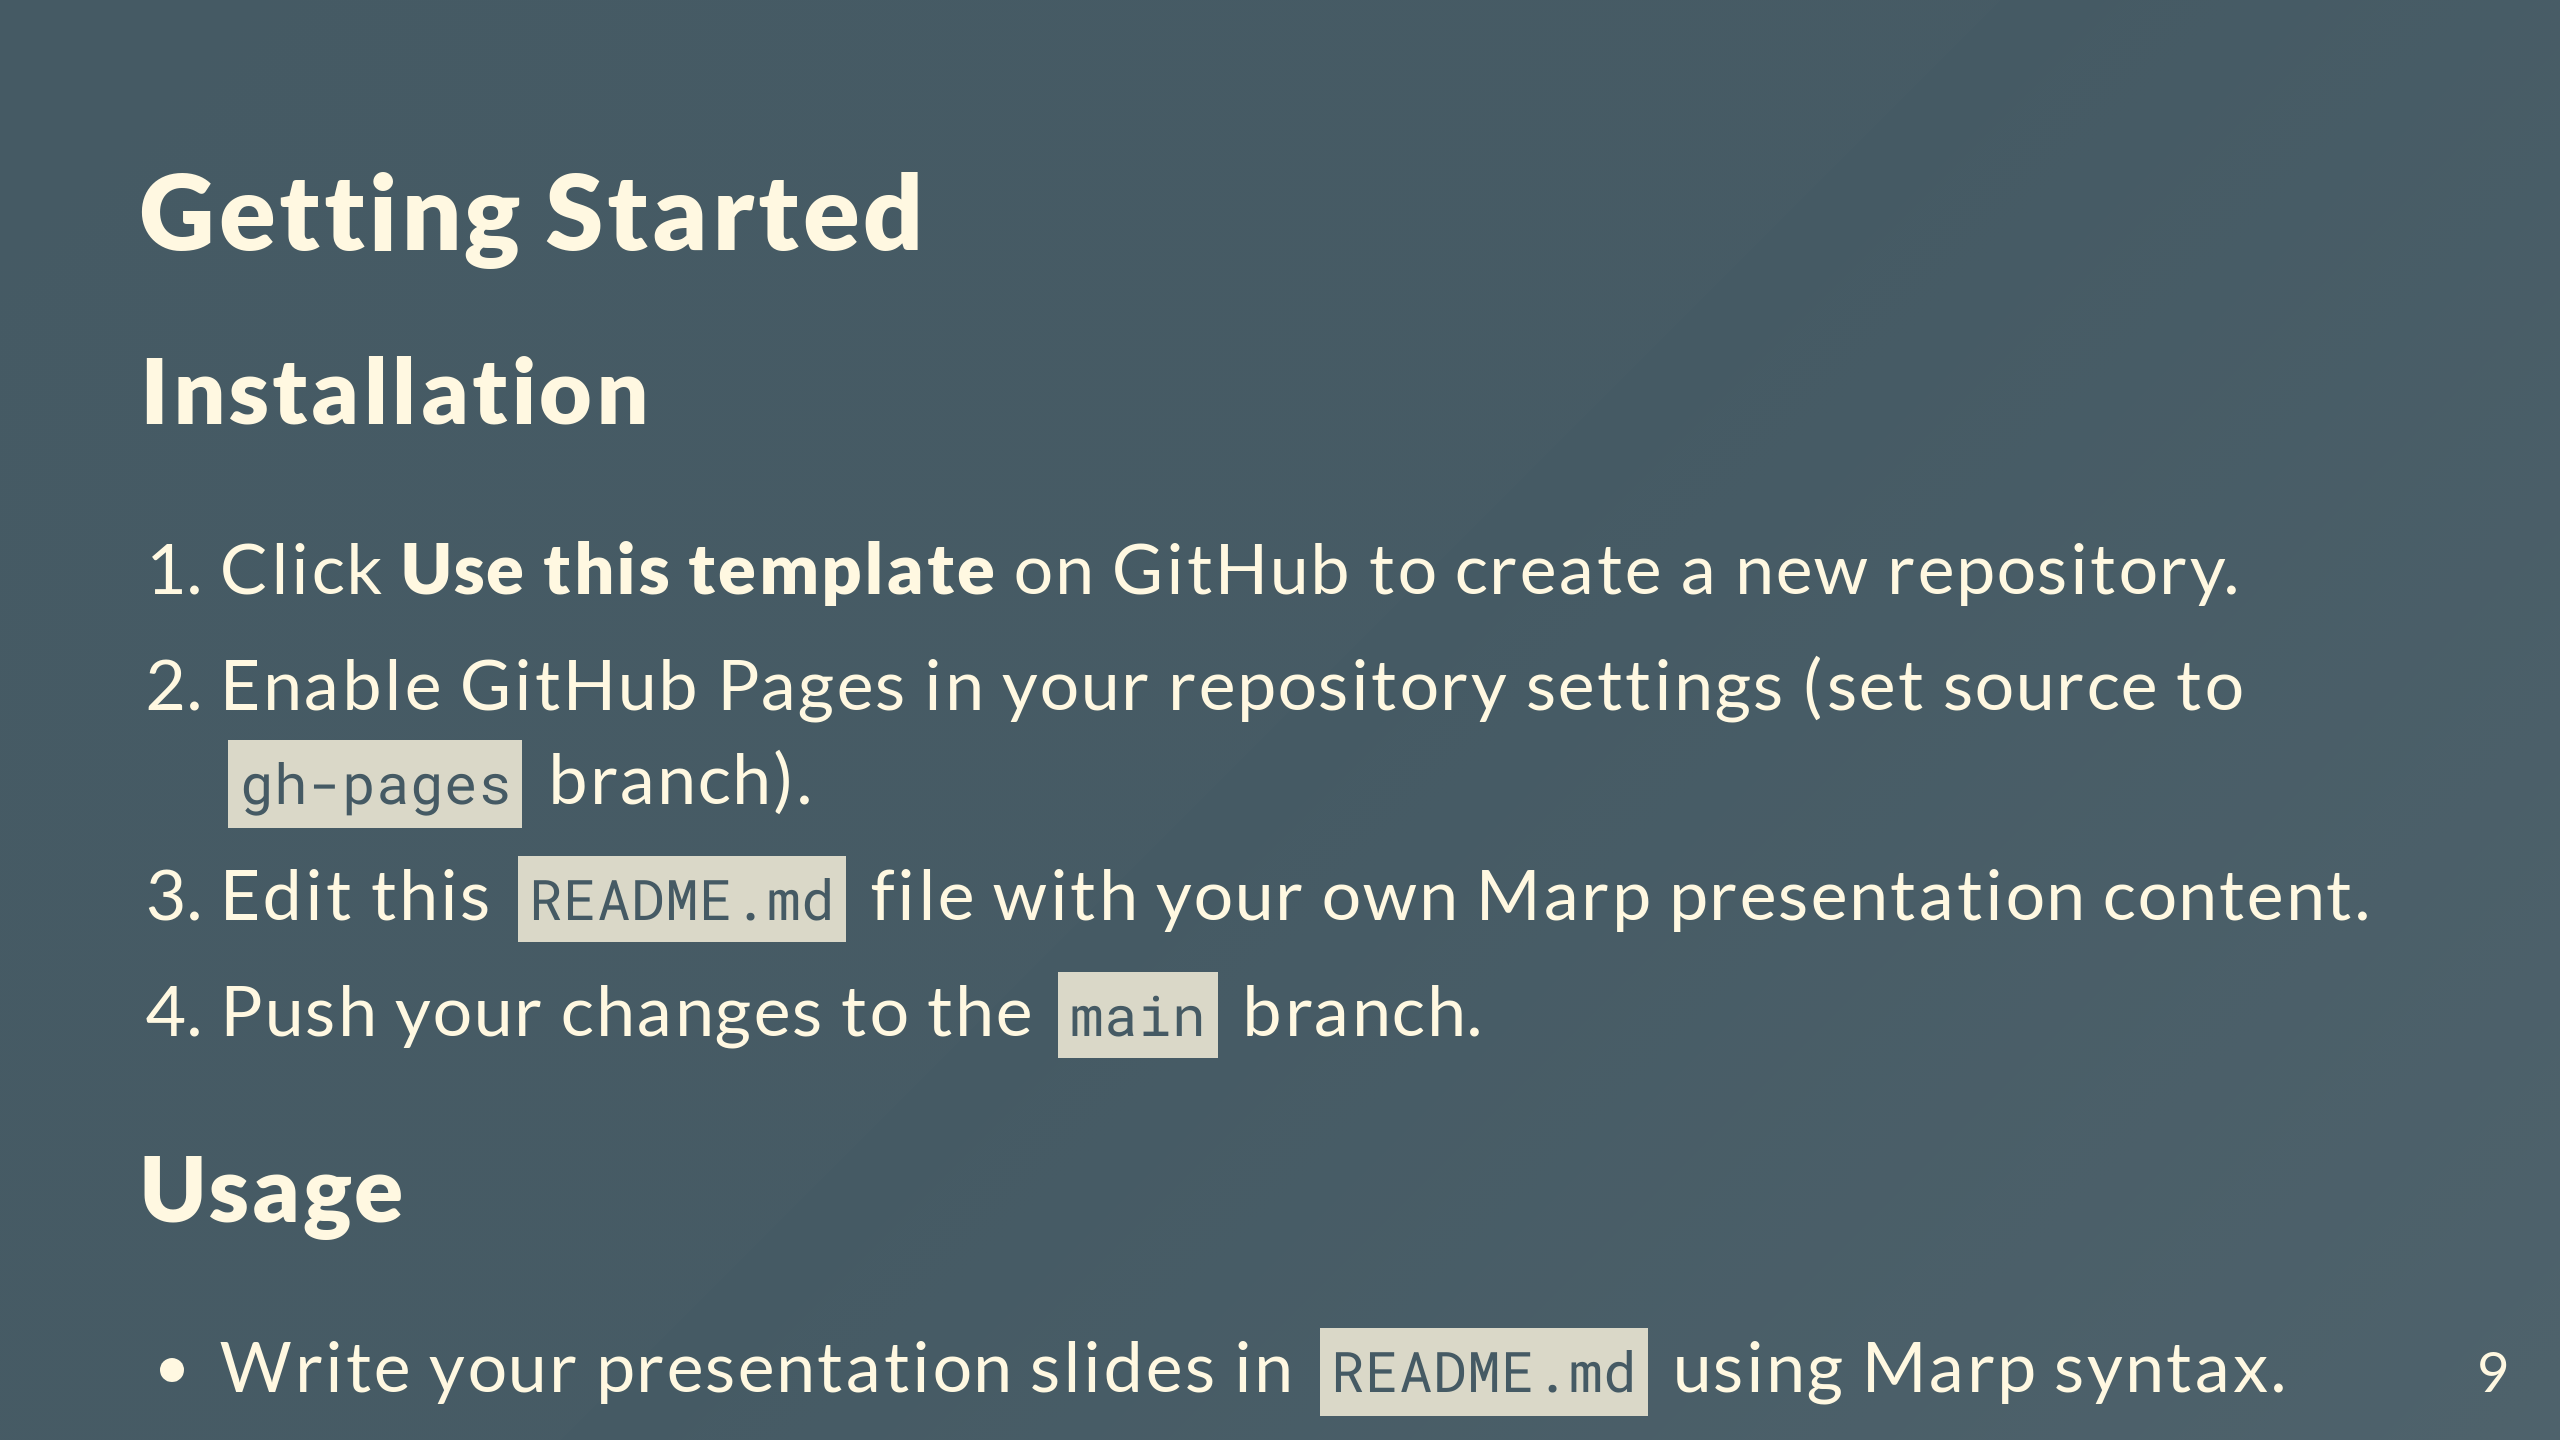 Getting Started
Installation
1. Click Use this template on GitHub to create a new repository.
2. Enable GitHub Pages in your repository settings (set source to
gh-pages branch).
3. Edit this README.md file with your own Marp presentation content.
4. Push your changes to the main branch.
Usage
• Write your presentation slides in README.md using Marp syntax.
9